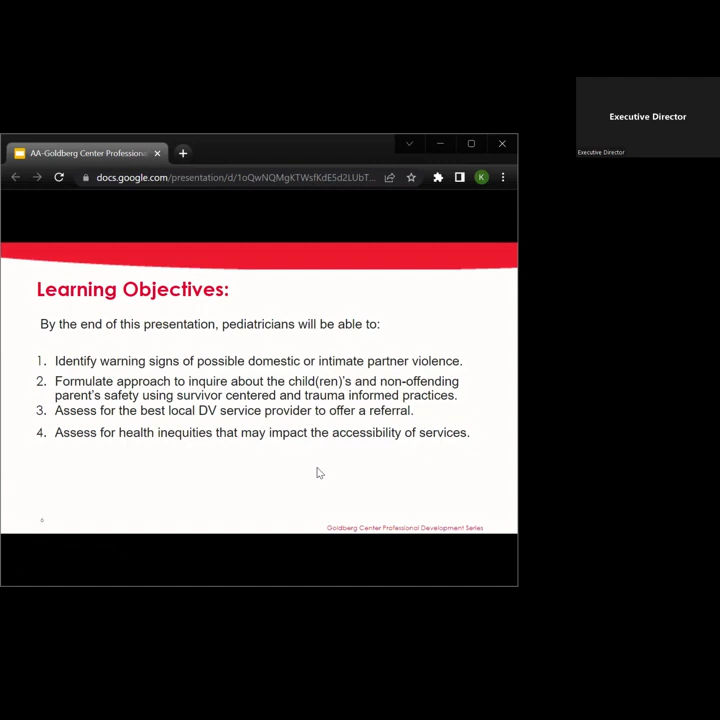 Executive Director
Executive Director
AA-Goldberg Center Professiona
docs.google.com/presentation/d/1oQwNQMgKTWsfKdE5d2LUbT...
K
Learning Objectives:
By the end of this presentation, pediatricians will be able to:
1. Identify warning signs of possible domestic or intimate partner violence.
2. Formulate approach to inquire about the child(ren)'s and non-offending
parent's safety using survivor centered and trauma informed practices.
3. Assess for the best local DV service provider to offer a referral.
4. Assess for health inequities that may impact the accessibility of services.
6
Goldberg Center Professional Development Series